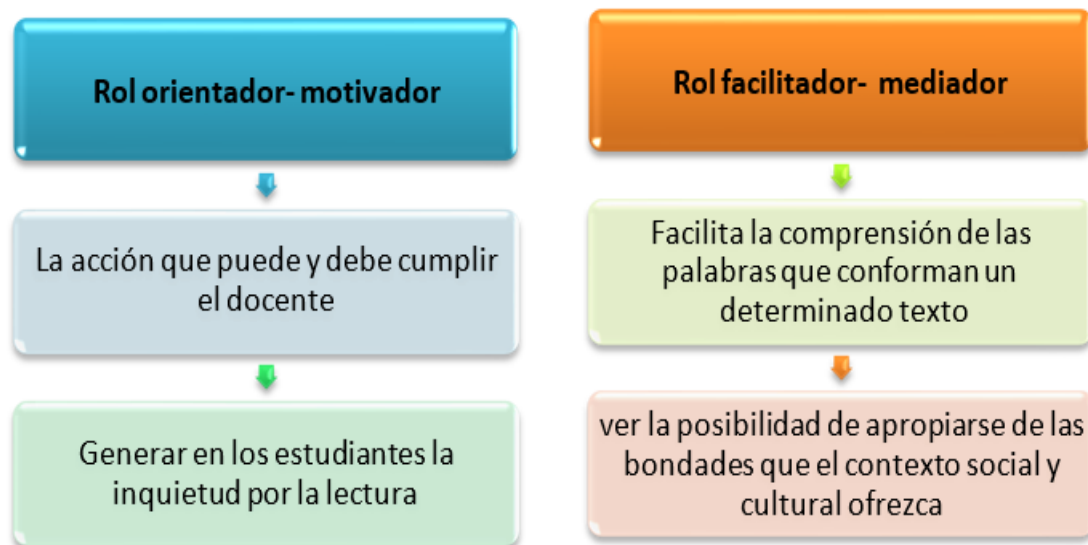 Rol orientador- motivador
La acción que puede y debe cumplir
el docente
Generar en los estudiantes la
inquietud por la lectura
Rol facilitador- mediador
Facilita la comprensión de las
palabras que conforman un
determinado texto
ver la posibilidad de apropiarse de las
bondades que el contexto social y
cultural ofrezca